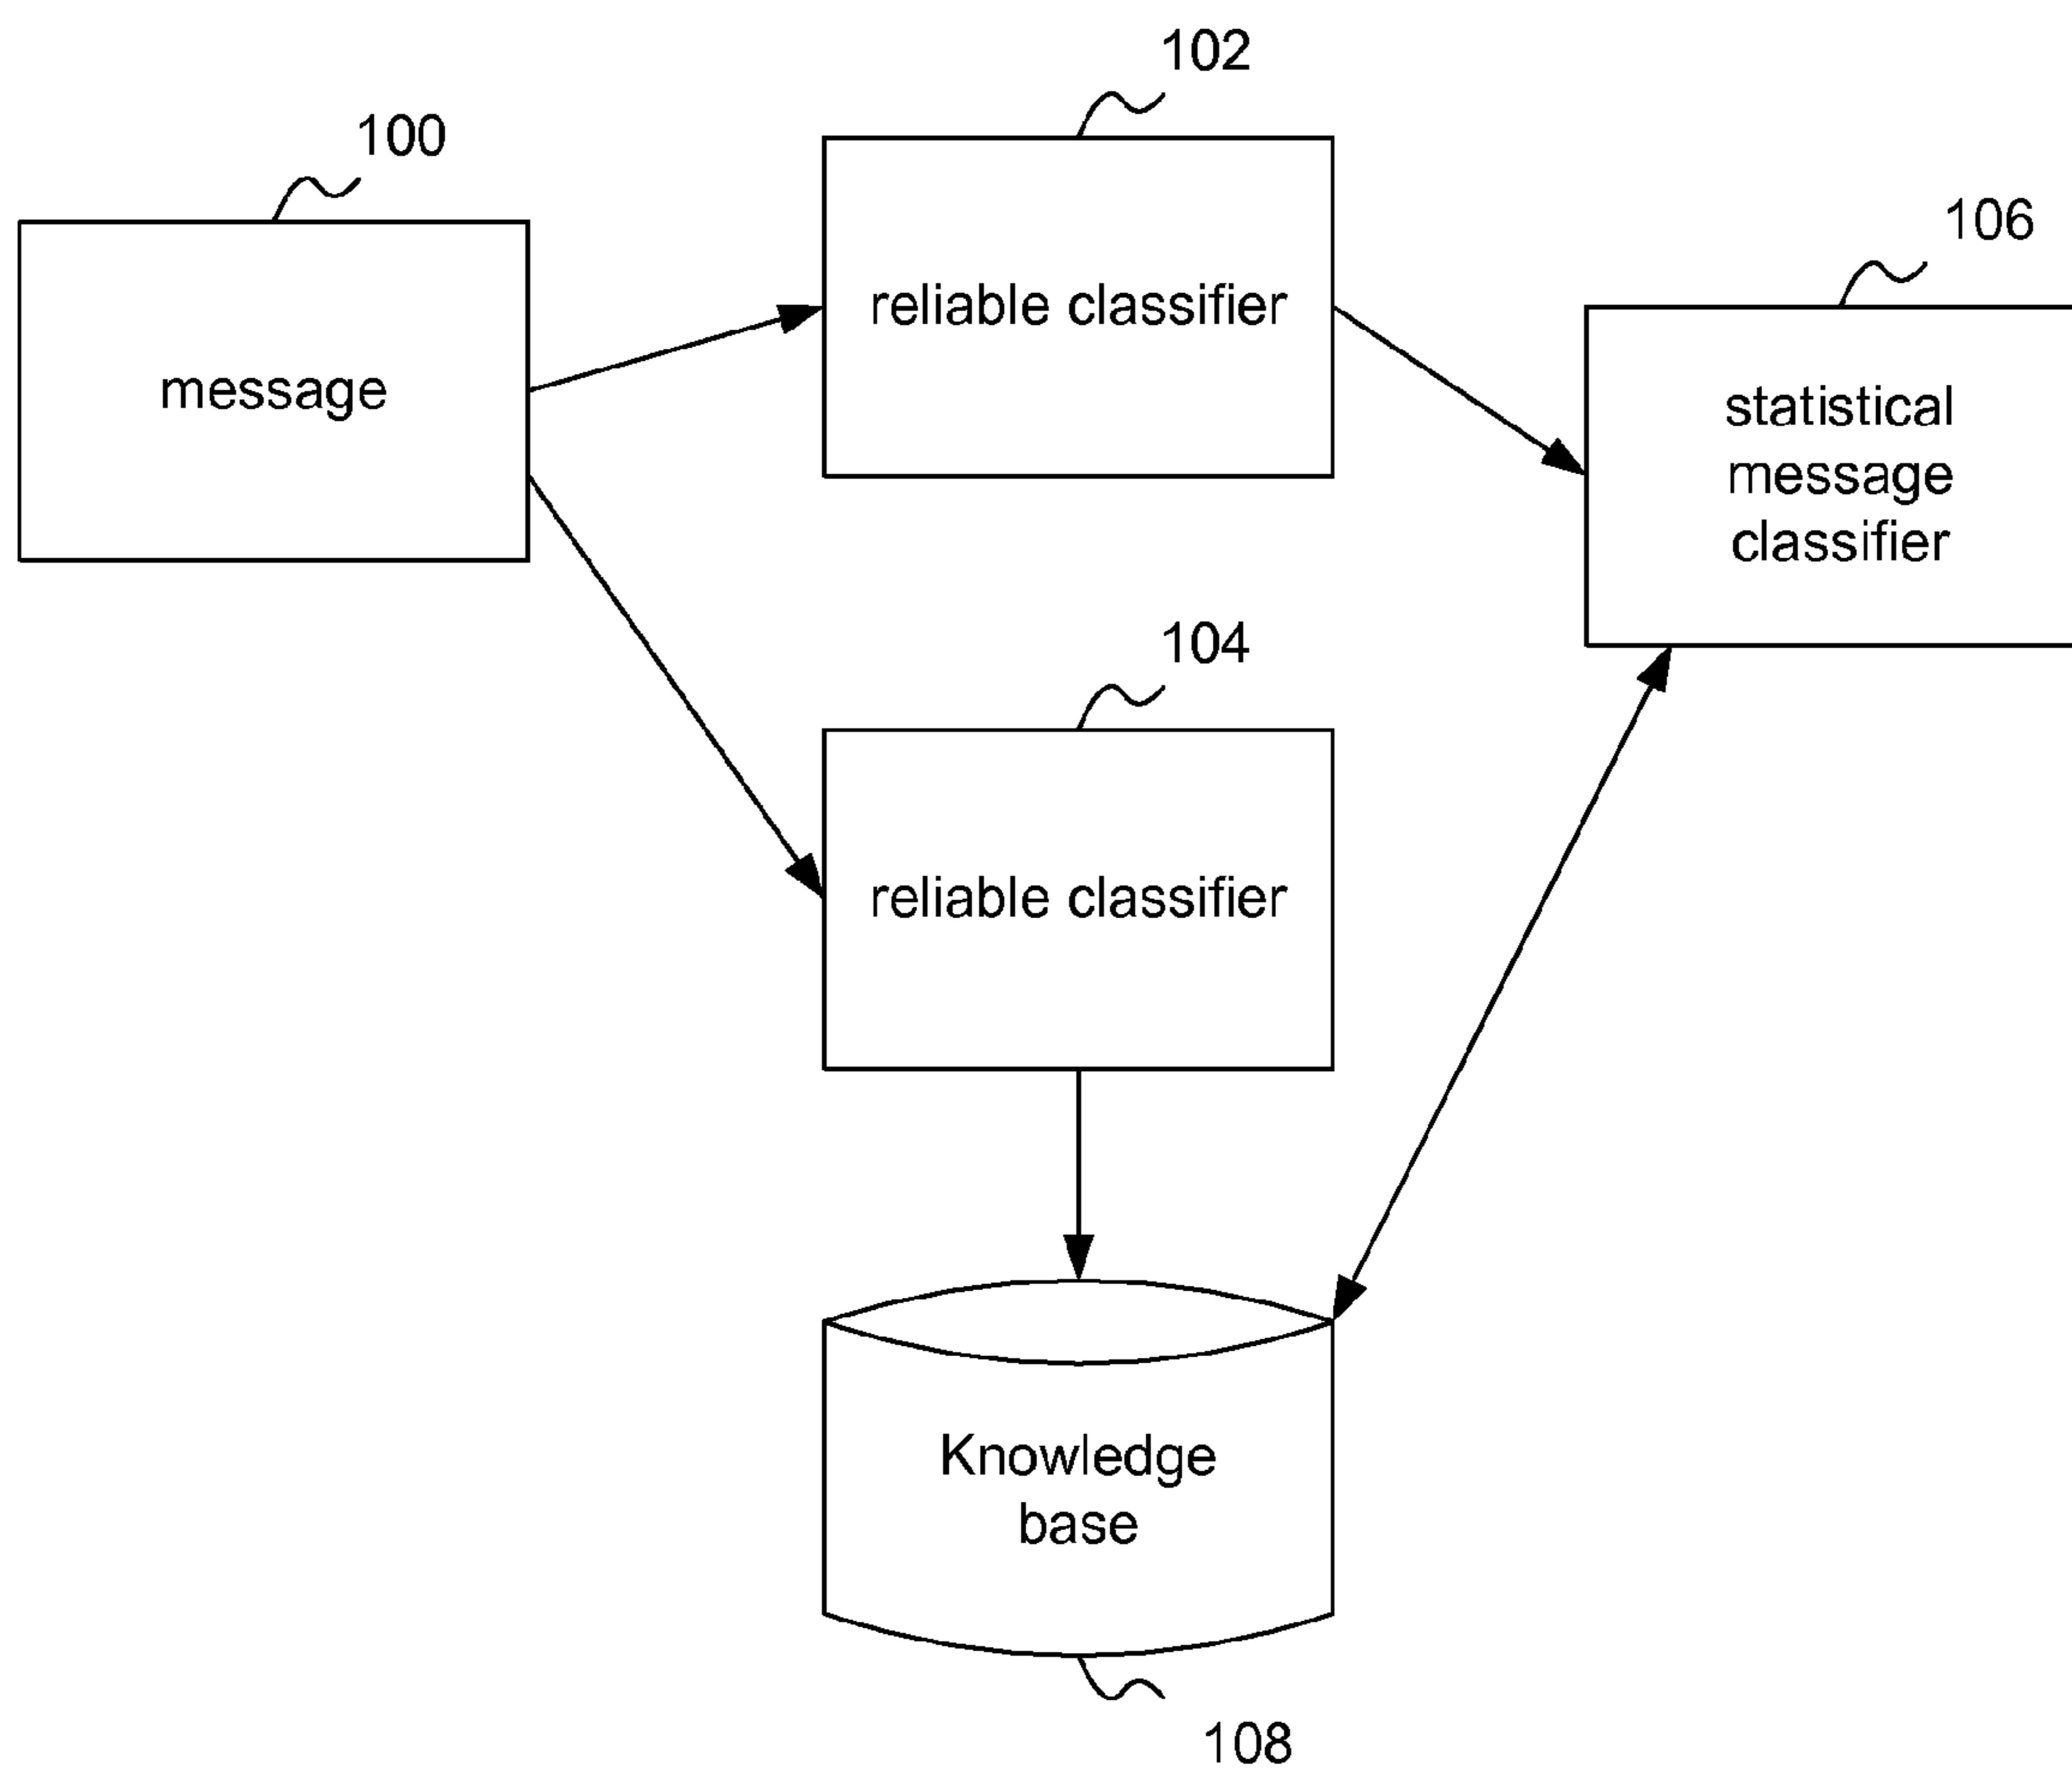 102
100
106
reliable classifier
message
statistical
message
classifier
104
reliable classifier
Knowledge
base
108